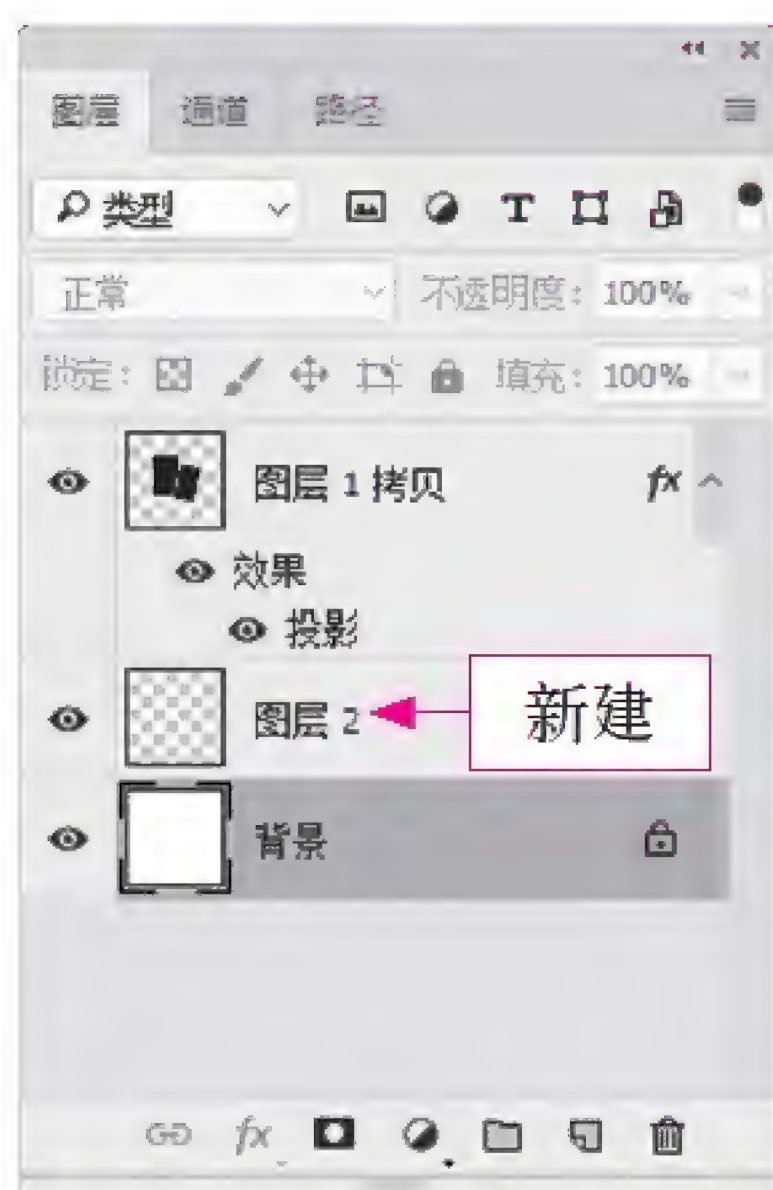 图层 通道 路径
类型
正常 不透明度: 100%
锁定: 填充: 100%
图层 1 拷贝 fx
效果
投影
图层 2 新建
背景
fx